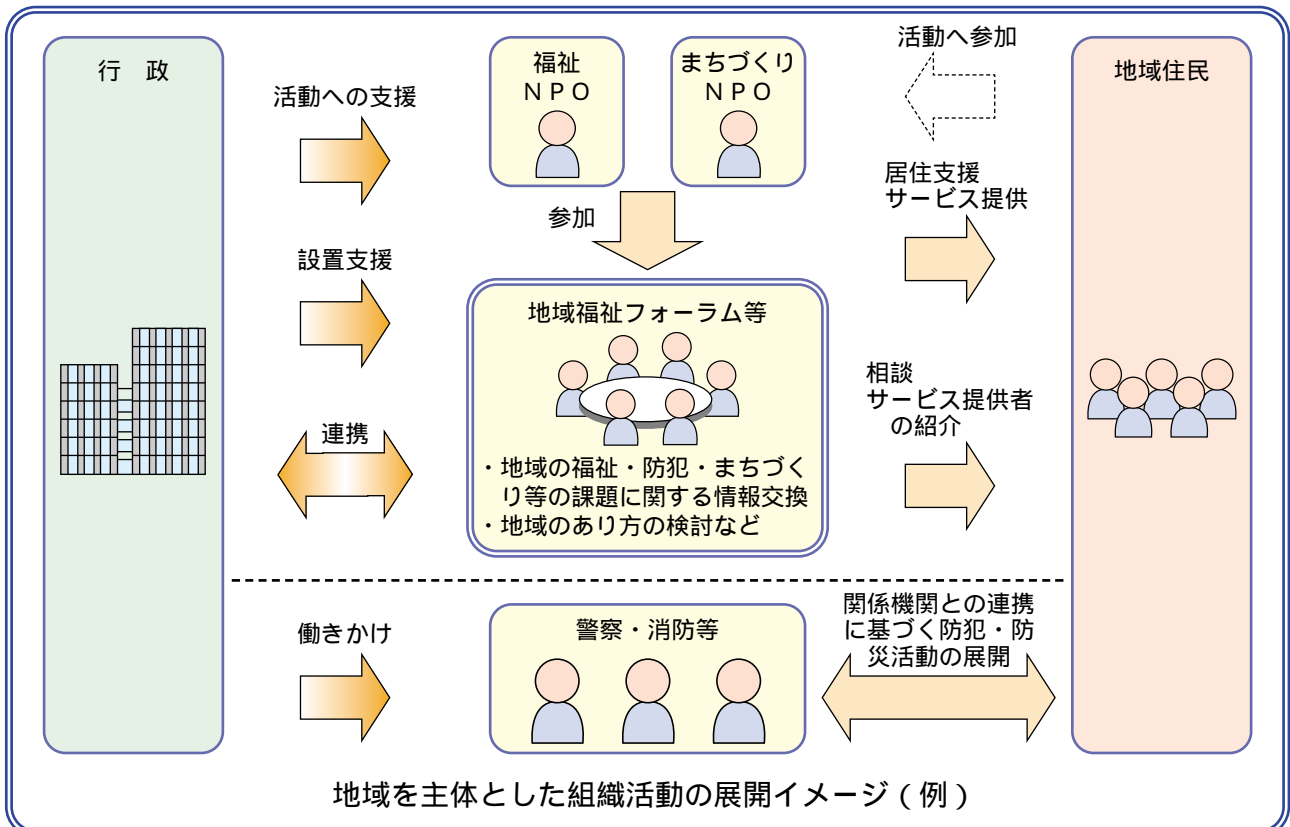 行　政
活動への支援
設置支援
連携
働きかけ
福祉
ＮＰＯ
まちづくり
ＮＰＯ
参加
地域福祉フォーラム等
・地域の福祉・防犯・まちづく
り等の課題に関する情報交換
・地域のあり方の検討など
警察・消防等
活動へ参加
居住支援
サービス提供
相談
サービス提供者
の紹介
関係機関との連携
に基づく防犯・防
災活動の展開
地域住民
地域を主体とした組織活動の展開イメージ（例）